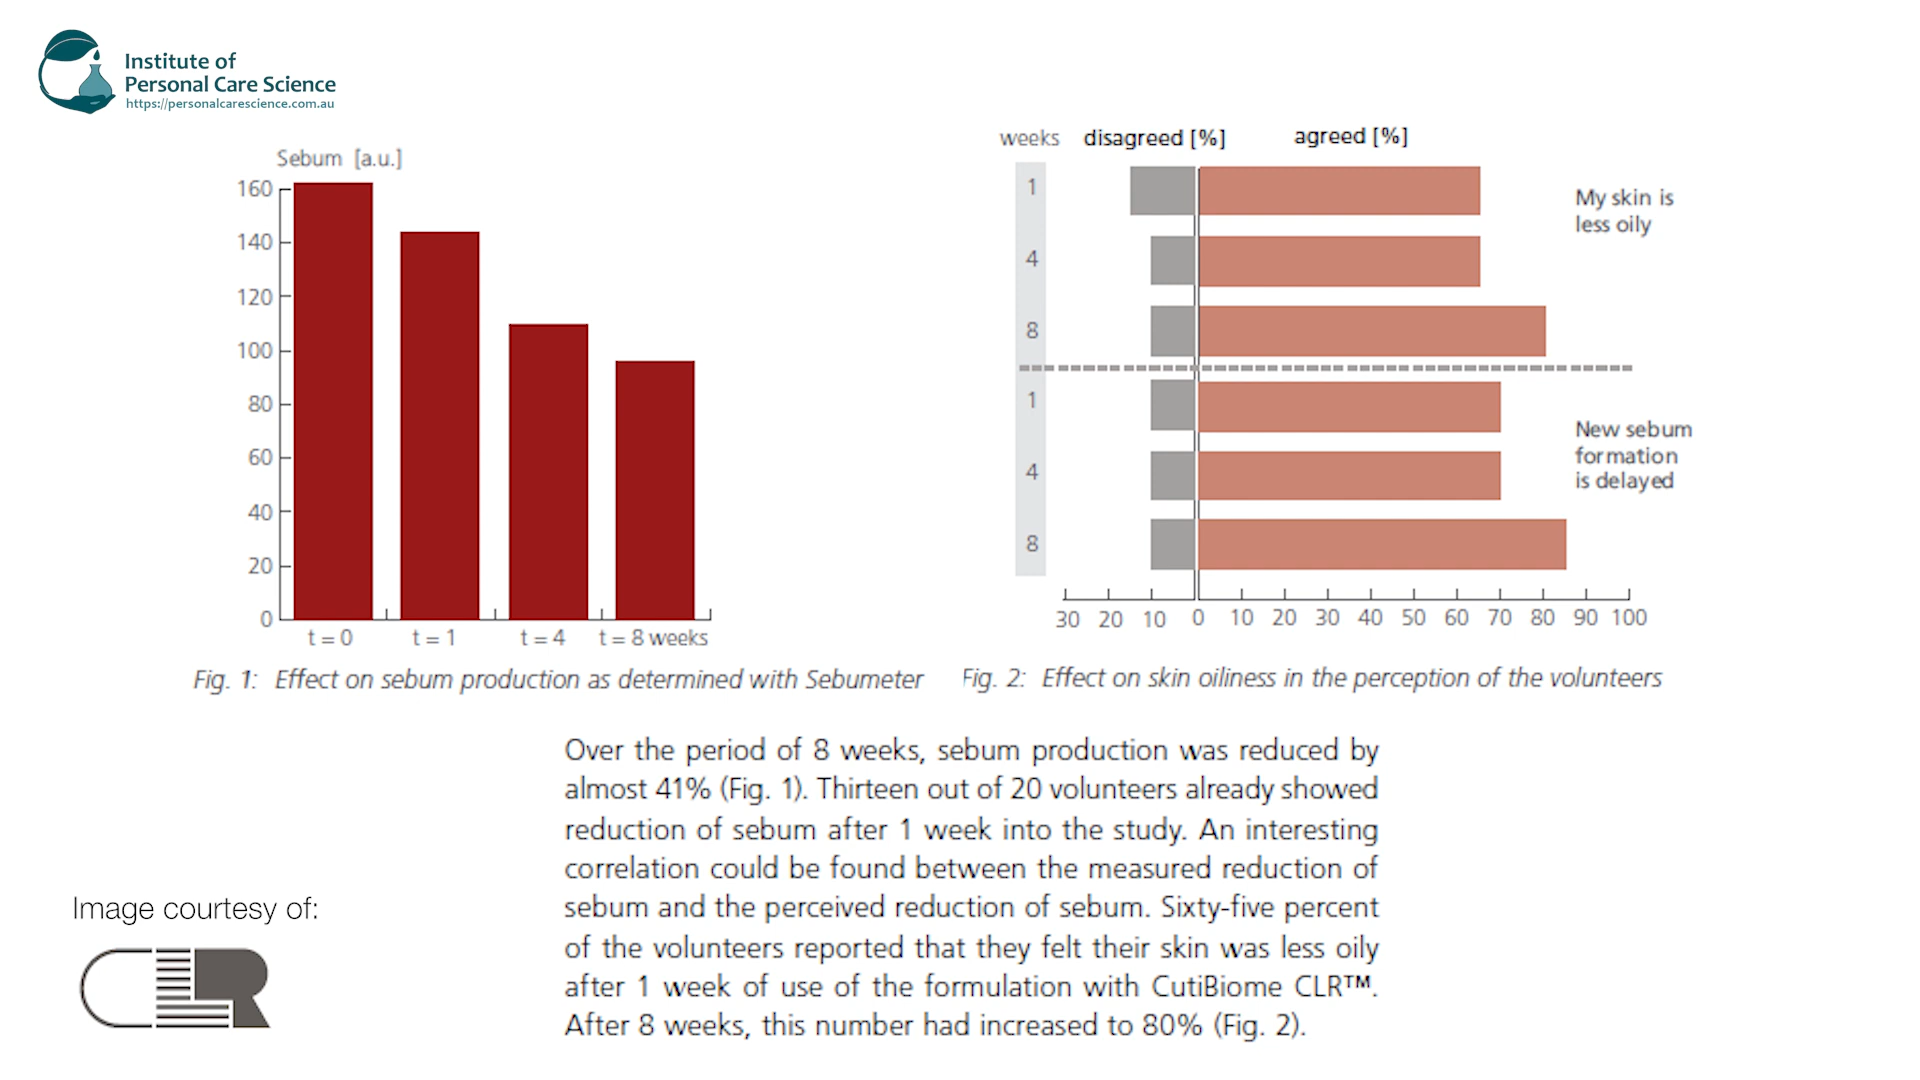 Institute of
Personal Care Science
https://personalcarescience.com.au
Sebum [a.u.]
160
140
120
100
80
60
40
20
0
t = 0 t = 1 t = 4 t = 8 weeks
Fig. 1: Effect on sebum production as determined with Sebumeter
weeks disagreed [%] agreed [%]
1
4
8
My skin is
less oily
1
4
8
New sebum
formation
is delayed
30 20 10 0 10 20 30 40 50 60 70 80 90 100
Fig. 2: Effect on skin oiliness in the perception of the volunteers
Over the period of 8 weeks, sebum production was reduced by
almost 41% (Fig. 1). Thirteen out of 20 volunteers already showed
reduction of sebum after 1 week into the study. An interesting
correlation could be found between the measured reduction of
sebum and the perceived reduction of sebum. Sixty-five percent
of the volunteers reported that they felt their skin was less oily
after 1 week of use of the formulation with CutiBiome CLR™.
After 8 weeks, this number had increased to 80% (Fig. 2).
Image courtesy of:
CLR